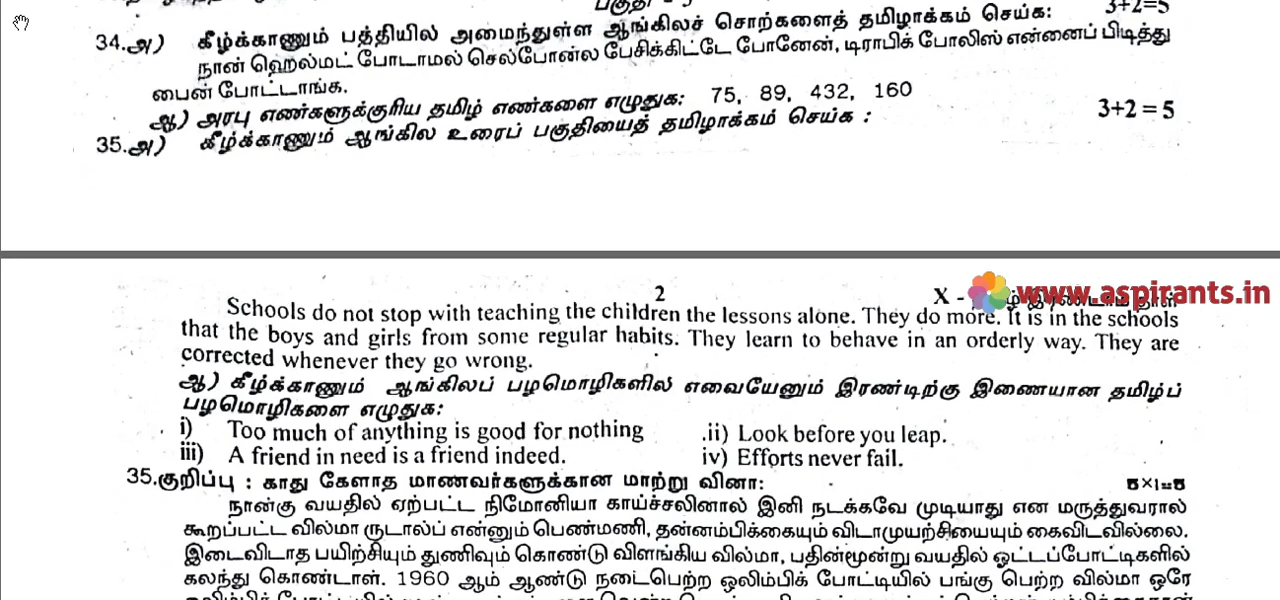 3+2=5
34.அ) கீழ்க்காணும் பத்தியில் அமைந்துள்ள ஆங்கிலச் சொற்களைத் தமிழாக்கம் செய்க:
நான் ஹெல்மட் போடாமல் செல்போன்ல பேசிக்கிட்டே போனேன், டிராபிக் போலிஸ் என்னைப் பிடித்து
பைன் போட்டாங்க.
ஆ) அரபு எண்களுக்குரிய தமிழ் எண்களை எழுதுக: 75, 89, 432, 160
35.அ) கீழ்க்காணும் ஆங்கில உரைப் பகுதியைத் தமிழாக்கம் செய்க : 3+2 = 5
2 X -
www.aspirants.in
Schools do not stop with teaching the children the lessons alone. They do more. It is in the schools
that the boys and girls from some regular habits. They learn to behave in an orderly way. They are
corrected whenever they go wrong.
ஆ) கீழ்க்காணும் ஆங்கிலப் பழமொழிகளில் எவையேனும் இரண்டிற்கு இணையான தமிழ்ப்
பழமொழிகளை எழுதுக:
i) Too much of anything is good for nothing .ii) Look before you leap.
iii) A friend in need is a friend indeed. iv) Efforts never fail.
35.குறிப்பு : காது கேளாத மாணவர்களுக்கான மாற்று வினா:
நான்கு வயதில் ஏற்பட்ட நிமோனியா காய்ச்சலினால் இனி நடக்கவே முடியாது என மருத்துவரால்
கூறப்பட்ட வில்மா ருடால்ப் என்னும் பெண்மணி, தன்னம்பிக்கையும் விடாமுயற்சியையும் கைவிடவில்லை.
இடைவிடாத பயிற்சியும் துணிவும் கொண்டு விளங்கிய வில்மா, பதின்மூன்று வயதில் ஓட்டப்போட்டிகளில்
கலந்து கொண்டாள். 1960 ஆம் ஆண்டு நடைபெற்ற ஒலிம்பிக் போட்டியில் பங்கு பெற்ற வில்மா ஒரே